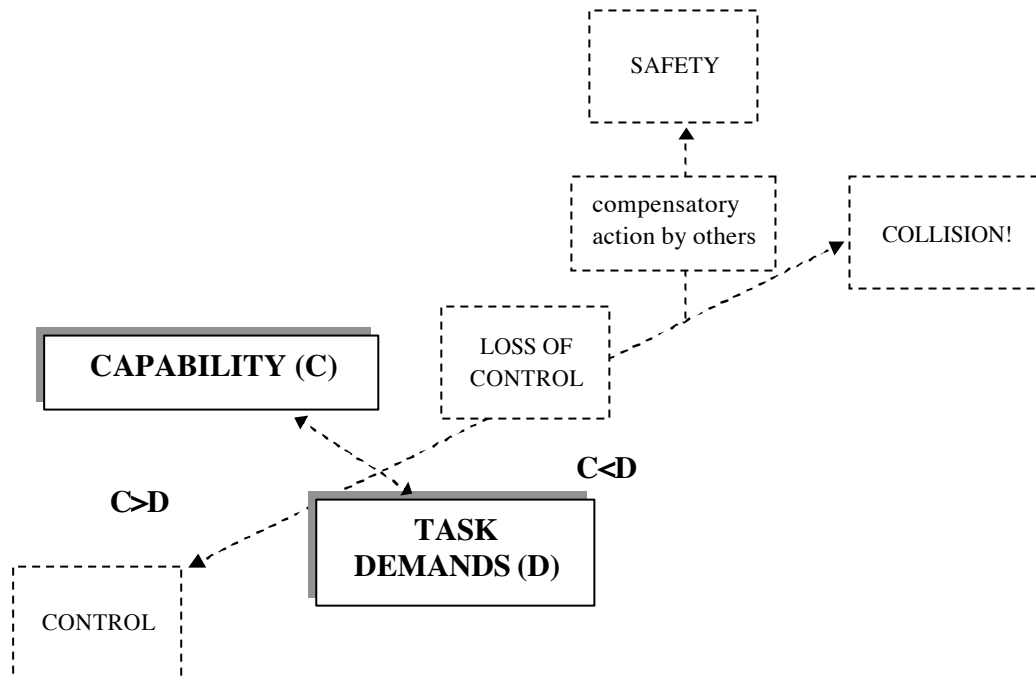 SAFETY
compensatory
action by others
COLLISION!
LOSS OF
CONTROL
CAPABILITY (C)
C<D
C>D
TASK
DEMANDS (D)
CONTROL